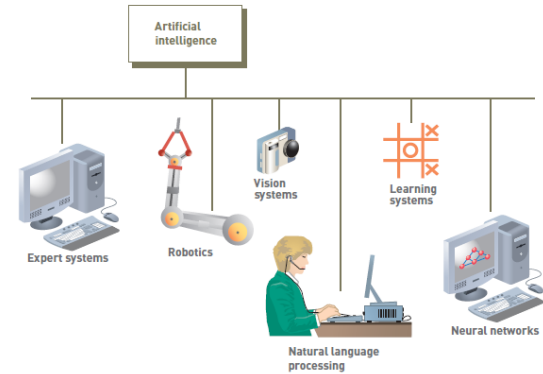 Artificial
intelligence
Expert systems
Robotics
Vision
systems
Natural language
processing
Learning
systems
Neural networks